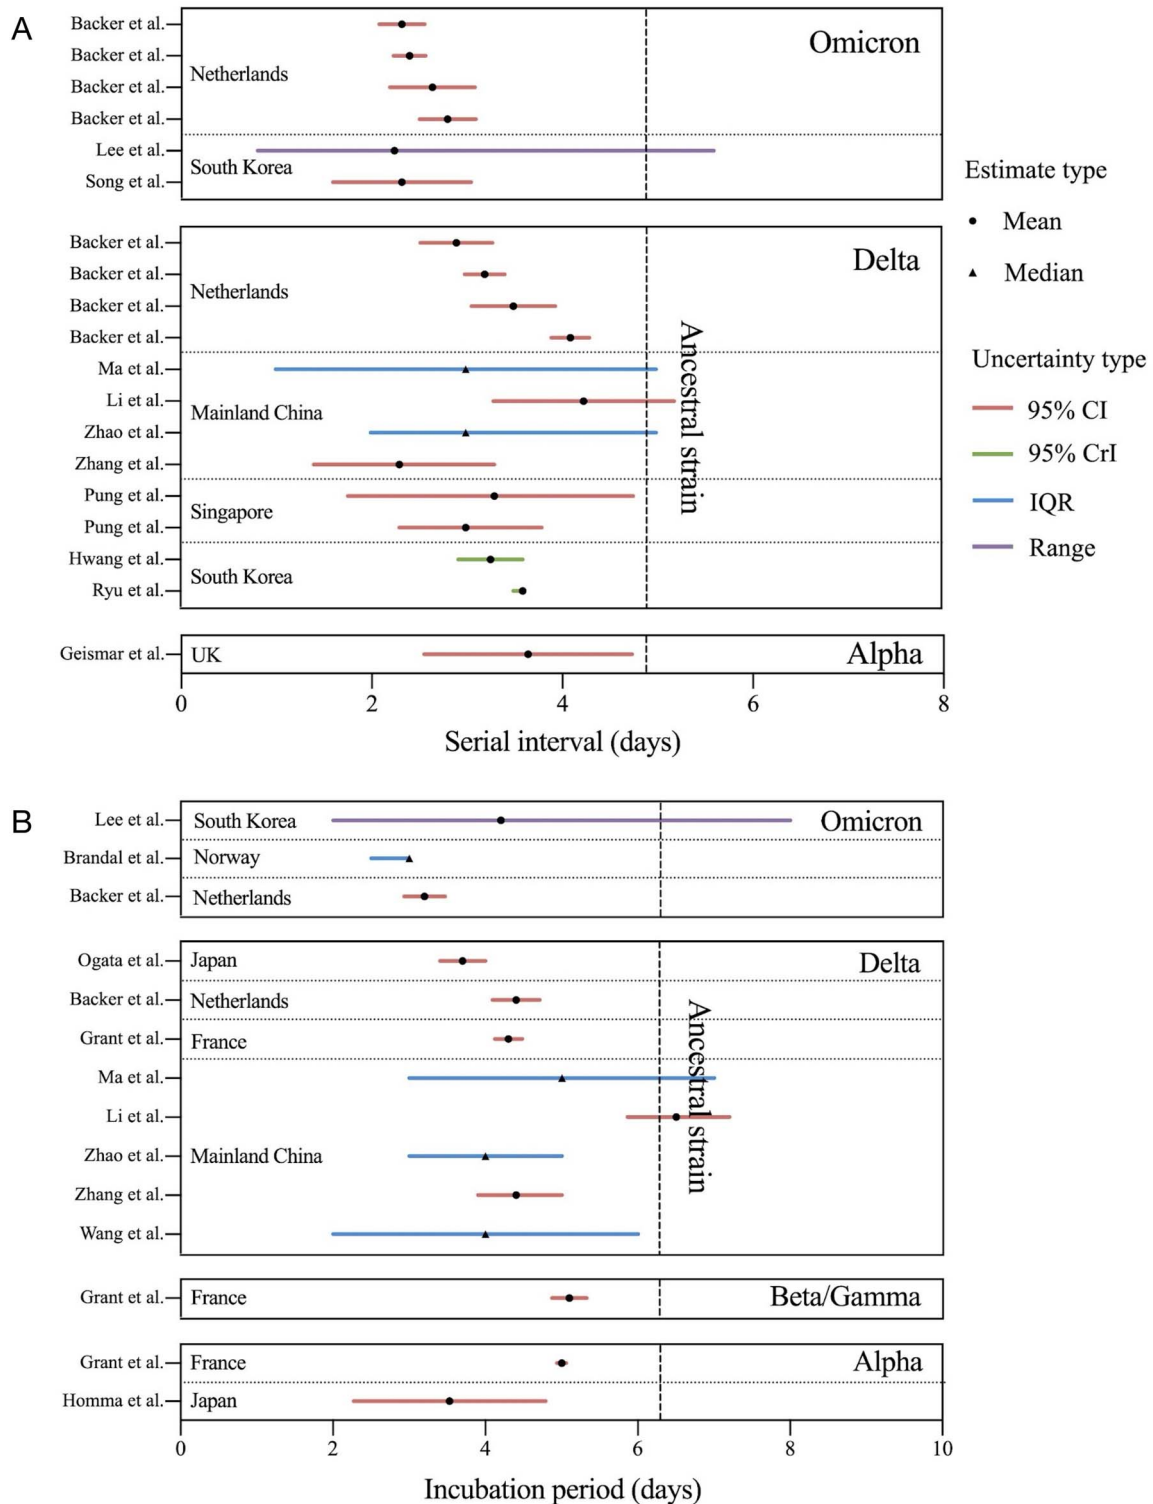 A
Backer et al.
Backer et al.
Backer et al.
Backer et al.
Lee et al.
Song et al.
Netherlands
South Korea
Omicron
Backer et al.
Backer et al.
Backer et al.
Backer et al.
Ma et al.
Li et al.
Zhao et al.
Zhang et al.
Pung et al.
Pung et al.
Hwang et al.
Ryu et al.
Netherlands
Mainland China
Singapore
South Korea
Delta
Ancestral strain
Geismar et al.
UK
Alpha
0 2 4 6 8
Serial interval (days)
Estimate type
Mean
Median
Uncertainty type
95% CI
95% CrI
IQR
Range
B
Lee et al.
South Korea
Omicron
Brandal et al.
Norway
Backer et al.
Netherlands
Ogata et al.
Japan
Delta
Backer et al.
Netherlands
Grant et al.
France
Ma et al.
Li et al.
Zhao et al.
Mainland China
Zhang et al.
Wang et al.
Ancestral strain
Grant et al.
France
Beta/Gamma
Grant et al.
France
Alpha
Homma et al.
Japan
0 2 4 6 8 10
Incubation period (days)